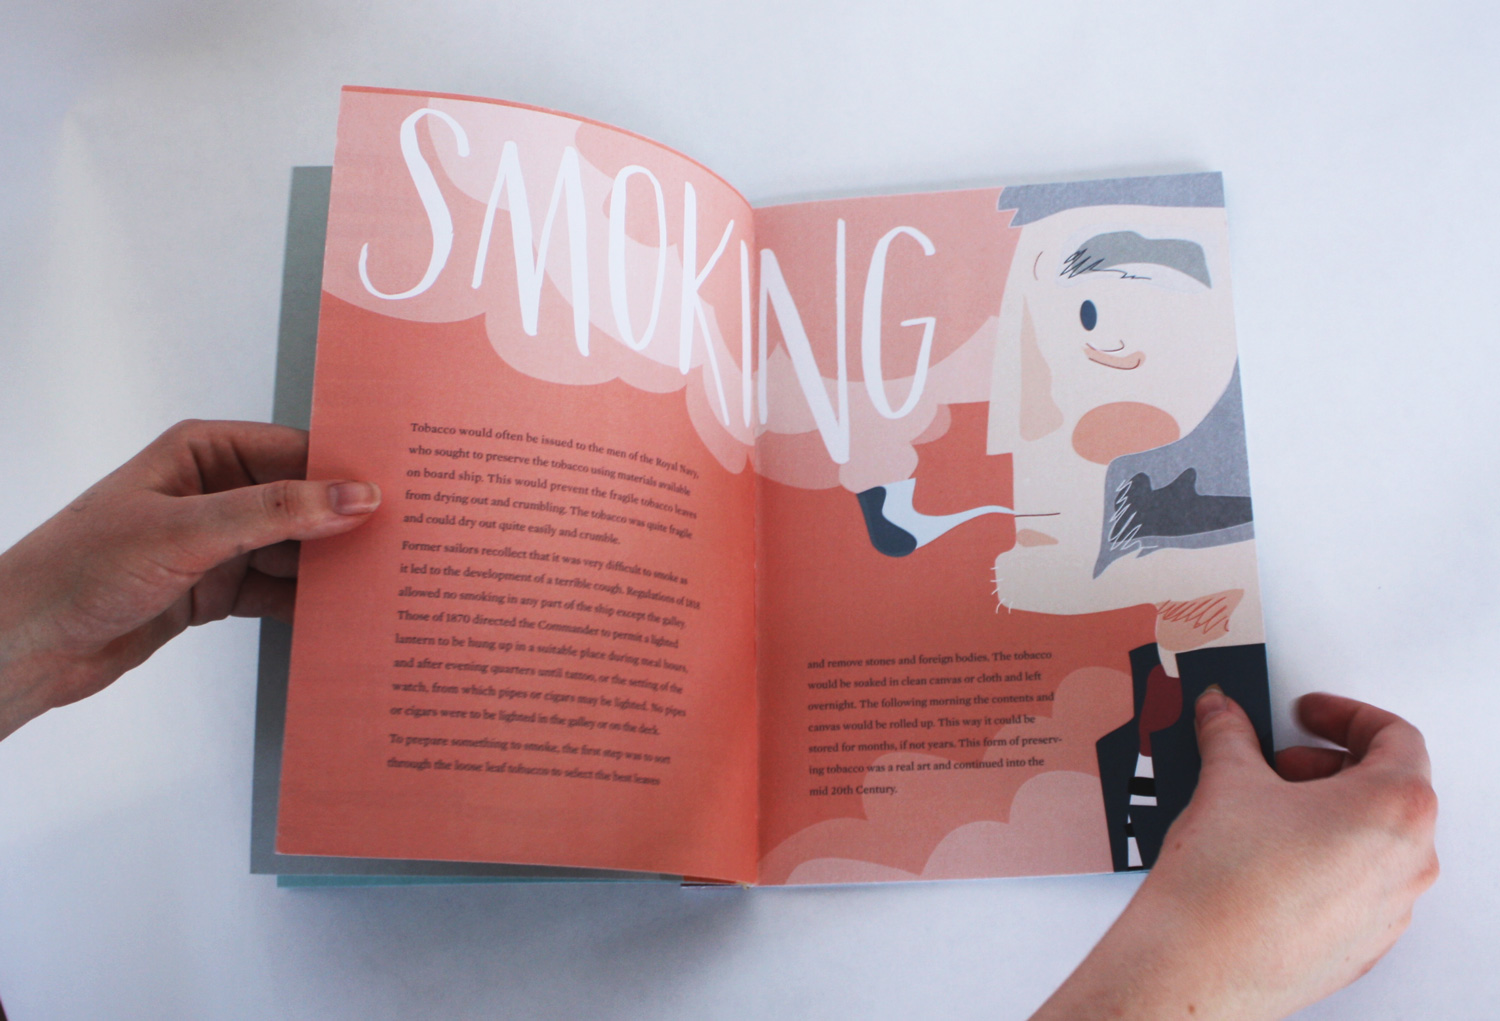 SMOKING
Tobacco would often be issued to the men of the Royal Navy,
who sought to preserve the tobacco using materials available
on board ship. This would prevent the fragile tobacco leaves
from drying out and crumbling. The tobacco was quite fragile
and could dry out quite easily and crumble.
Former sailors recollect that it was very difficult to smoke as
it led to the development of a terrible cough. Regulations of 1818
allowed no smoking in any part of the ship except the galley.
Those of 1870 directed the Commander to permit a lighted
lantern to be hung up in a suitable place during meal hours,
and after evening quarters until tattoo, or the setting of the
watch, from which pipes or cigars may be lighted. No pipes
or cigars were to be lighted in the galley or on the deck.
To prepare something to smoke, the first step was to sort
through the loose leaf tobacco to select the best leaves
and remove stones and foreign bodies. The tobacco
would be soaked in clean canvas or cloth and left
overnight. The following morning the contents and
canvas would be rolled up. This way it could be
stored for months, if not years. This form of preserv-
ing tobacco was a real art and continued into the
mid 20th Century.